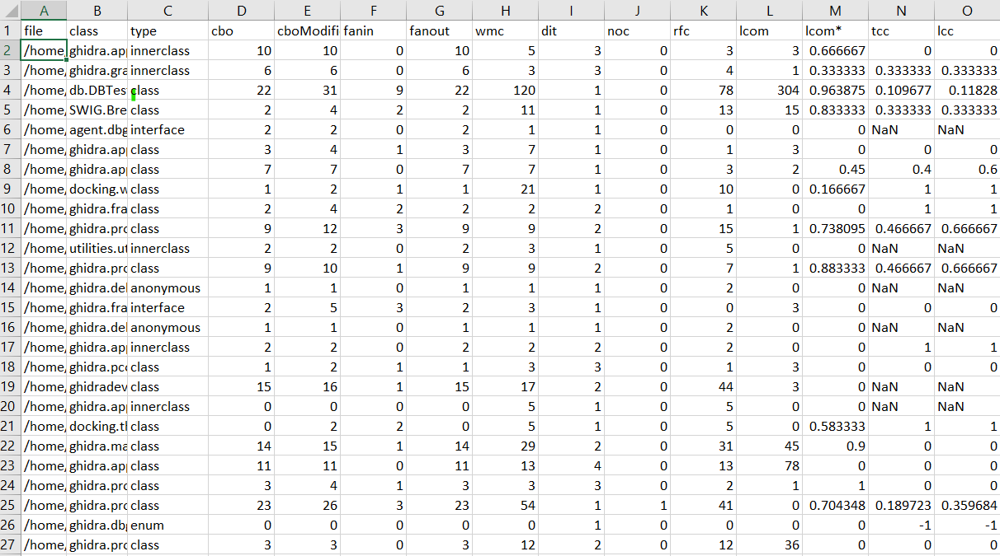 A B C D E F G H I J K L M N O
1 file class type cbo cboModifi fanin fanout wmc dit noc rfc lcom lcom* tcc lcc
2 /home, ghidra.ap innerclass 10 10 0 10 5 3 0 3 3 0.666667 0 0
3 /home, ghidra.gra innerclass 6 6 0 6 3 3 0 4 1 0.333333 0.333333 0.333333
4 /home, db.DBTes class 22 31 9 22 120 1 0 78 304 0.963875 0.109677 0.11828
5 /home, SWIG.Bre class 2 4 2 2 11 1 0 13 15 0.833333 0.333333 0.333333
6 /home, agent.dbg interface 2 2 0 2 1 1 0 0 0 0 NaN NaN
7 /home, ghidra.ap class 3 4 1 3 7 1 0 1 3 0 0 0
8 /home, ghidra.ap class 7 7 0 7 7 1 0 3 2 0.45 0.4 0.6
9 /home, docking.w class 1 2 1 1 21 1 0 10 0 0.166667 1 1
10 /home, ghidra.fra class 2 4 2 2 2 2 0 1 0 0 1 1
11 /home, ghidra.pro class 9 12 3 9 9 2 0 15 1 0.738095 0.466667 0.666667
12 /home, utilities.ut innerclass 2 2 0 2 3 1 0 5 0 0 NaN NaN
13 /home, ghidra.pro class 9 10 1 9 9 2 0 7 1 0.883333 0.466667 0.666667
14 /home, ghidra.del anonymous 1 1 0 1 1 1 0 2 0 0 NaN NaN
15 /home, ghidra.fra interface 2 5 3 2 3 1 0 0 3 0 0 0
16 /home, ghidra.del anonymous 1 1 0 1 1 1 0 2 0 0 NaN NaN
17 /home, ghidra.ap innerclass 2 2 0 2 2 2 0 2 0 0 1 1
18 /home, ghidra.pc class 1 2 1 1 3 3 0 1 3 0 0 0
19 /home, ghidradev class 15 16 1 15 17 2 0 44 3 0 NaN NaN
20 /home, ghidra.ap innerclass 0 0 0 0 5 1 0 5 0 0 NaN NaN
21 /home, docking.tl class 0 2 2 0 5 1 0 5 0 0.583333 1 1
22 /home, ghidra.ma class 14 15 1 14 29 2 0 31 45 0.9 0 0
23 /home, ghidra.ap class 11 11 0 11 13 4 0 13 78 0 0 0
24 /home, ghidra.pro class 3 4 1 3 3 3 0 2 1 1 0 0
25 /home, ghidra.pro class 23 26 3 23 54 1 1 41 0 0.704348 0.189723 0.359684
26 /home, ghidra.dbg enum 0 0 0 0 0 1 0 0 0 0 -1 -1
27 /home, ghidra.pro class 3 3 0 3 12 2 0 12 36 0 0 0